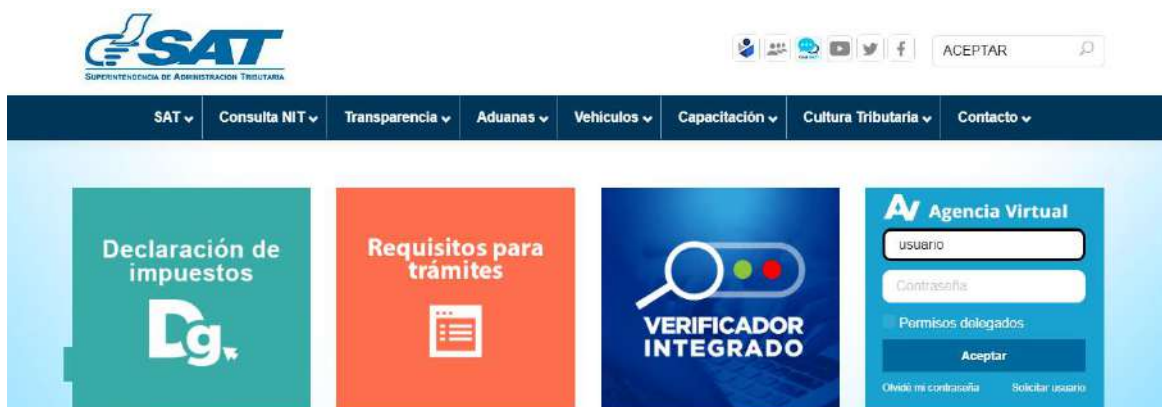 SAT
SUPERINTENDENCIA DE ADMINISTRACION TRIBUTARIA
ACEPTAR
SAT
Consulta NIT
Transparencia
Aduanas
Vehículos
Capacitación
Cultura Tributaria
Contacto
Declaración de
impuestos
Dg
Requisitos para
trámites
VERIFICADOR
INTEGRADO
AV Agencia Virtual
usuario
Contraseña
Permisos delegados
Aceptar
Olvidé mi contraseña
Solicitar usuario